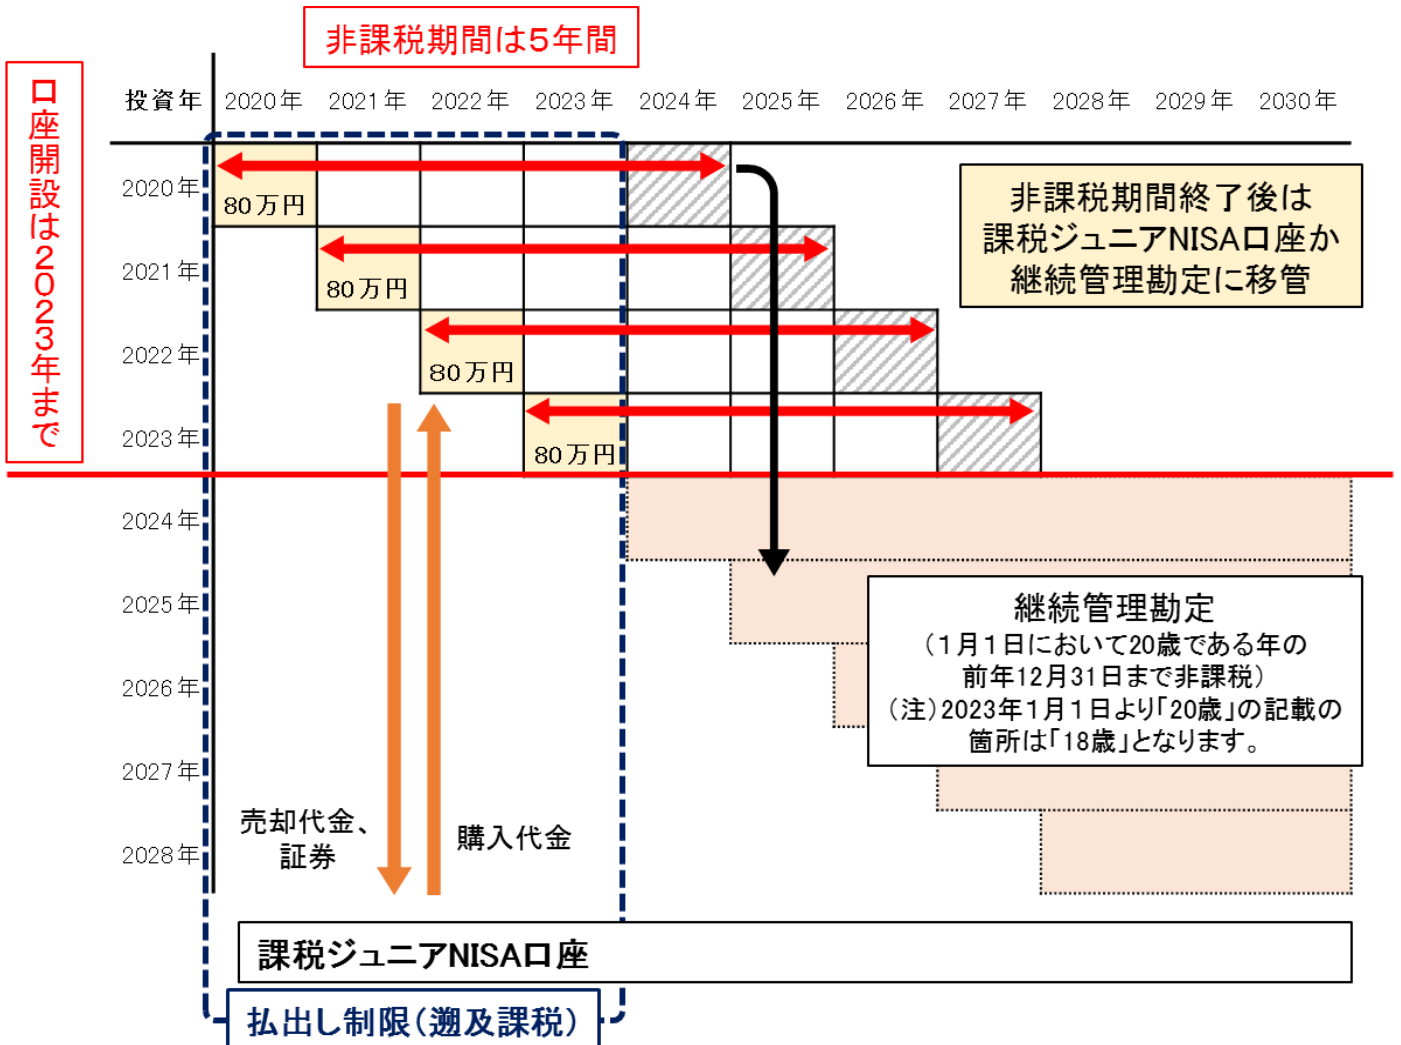 非課税期間は5年間
口座開設は2023年まで
投資年 2020年 2021年 2022年 2023年 2024年 2025年 2026年 2027年 2028年 2029年 2030年
2020年
80万円
2021年
80万円
2022年
80万円
2023年
80万円
2024年
2025年
2026年
2027年
2028年
非課税期間終了後は
課税ジュニアNISA口座か
継続管理勘定に移管
継続管理勘定
（1月1日において20歳である年の
前年12月31日まで非課税）
（注）2023年1月1日より「20歳」の記載の
箇所は「18歳」となります。
売却代金、
証券
購入代金
課税ジュニアNISA口座
払出し制限（遡及課税）